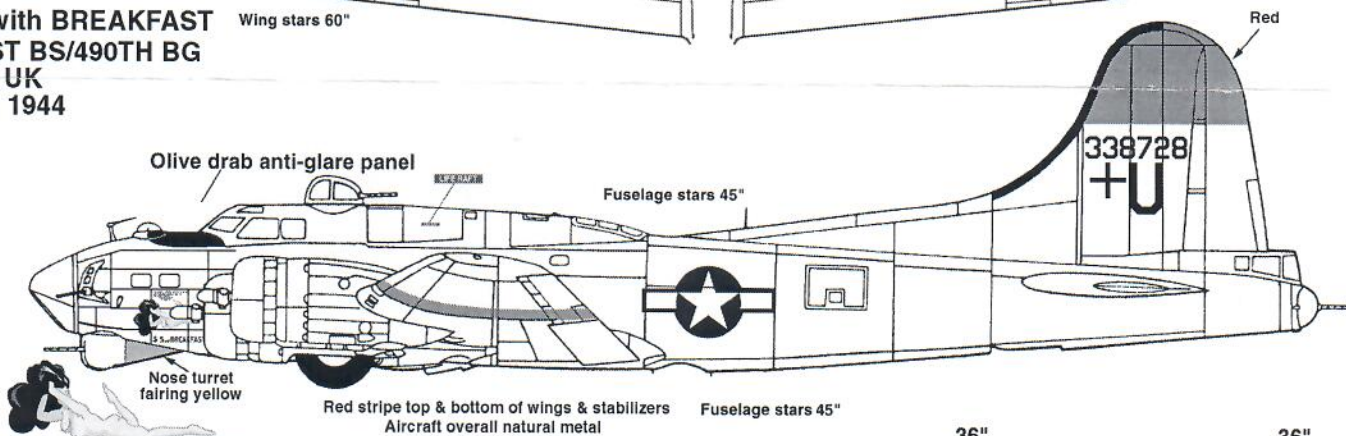 with BREAKFAST
ST BS/490TH BG
UK
1944
Wing stars 60"
Red
Olive drab anti-glare panel
LIFE RAFT
Fuselage stars 45"
338728
+U
BREAKFAST
Nose turret
fairing yellow
Red stripe top & bottom of wings & stabilizers
Aircraft overall natural metal
Fuselage stars 45"
36"
36"